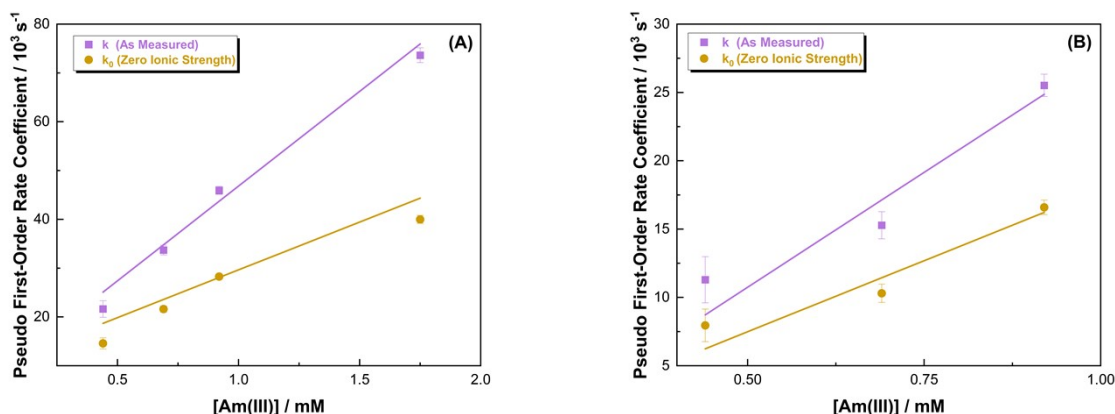 (A)
k (As Measured)
k₀ (Zero Ionic Strength)
Pseudo First-Order Rate Coefficient / 10³ s⁻¹
80
60
40
20
0.5 1.0 1.5 2.0
[Am(III)] / mM
(B)
k (As Measured)
k₀ (Zero Ionic Strength)
Pseudo First-Order Rate Coefficient / 10³ s⁻¹
30
25
20
15
10
5
0.50 0.75 1.00
[Am(III)] / mM